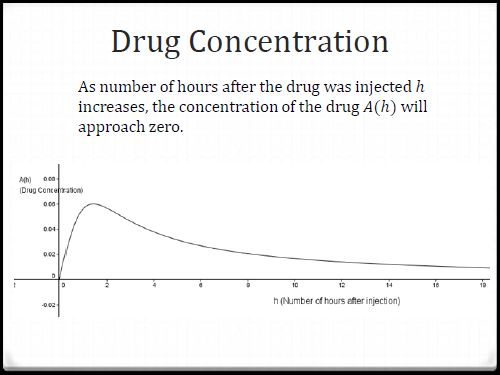 Drug Concentration
As number of hours after the drug was injected h
increases, the concentration of the drug A(h) will
approach zero.
A(h)
(Drug Concentration)
0.08
0.06
0.04
0.02
0
-0.02
0 2 4 6 8 10 12 14 16 18
h (Number of hours after injection)